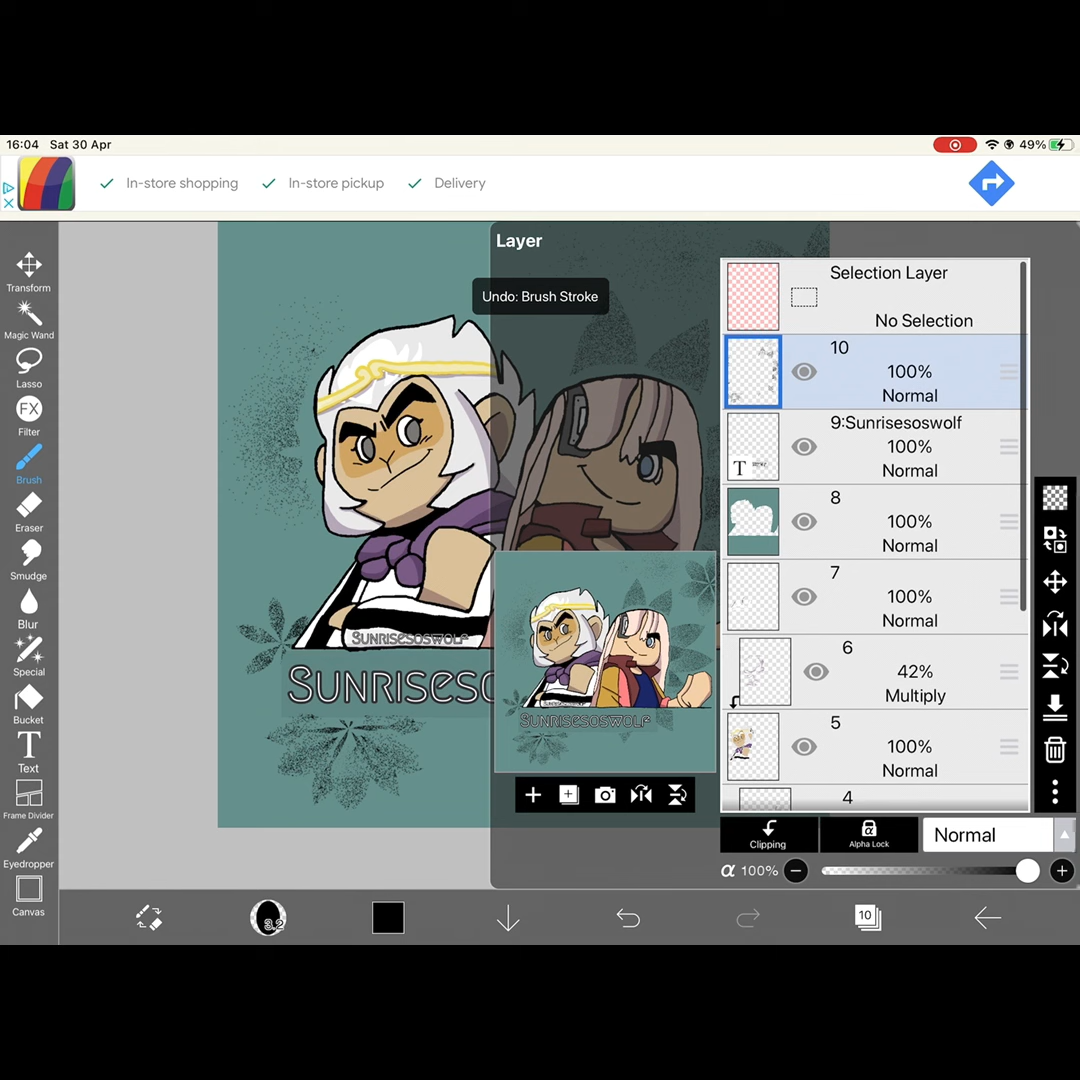 16:04 Sat 30 Apr
49%
In-store shopping
In-store pickup
Delivery
Layer
Undo: Brush Stroke
Transform
Magic Wand
Lasso
FX
Filter
Brush
Eraser
Smudge
Blur
Special
Bucket
T
Text
Frame Divider
Eyedropper
Canvas
Sunrisesoswolf
Sunriseso
Sunrisesoswolf
Selection Layer
No Selection
10
100%
Normal
9:Sunrisesoswolf
100%
Normal
T
8
100%
Normal
7
100%
Normal
6
42%
Multiply
5
100%
Normal
4
Clipping
α
Alpha Lock
Normal
α 100%
3.2
10